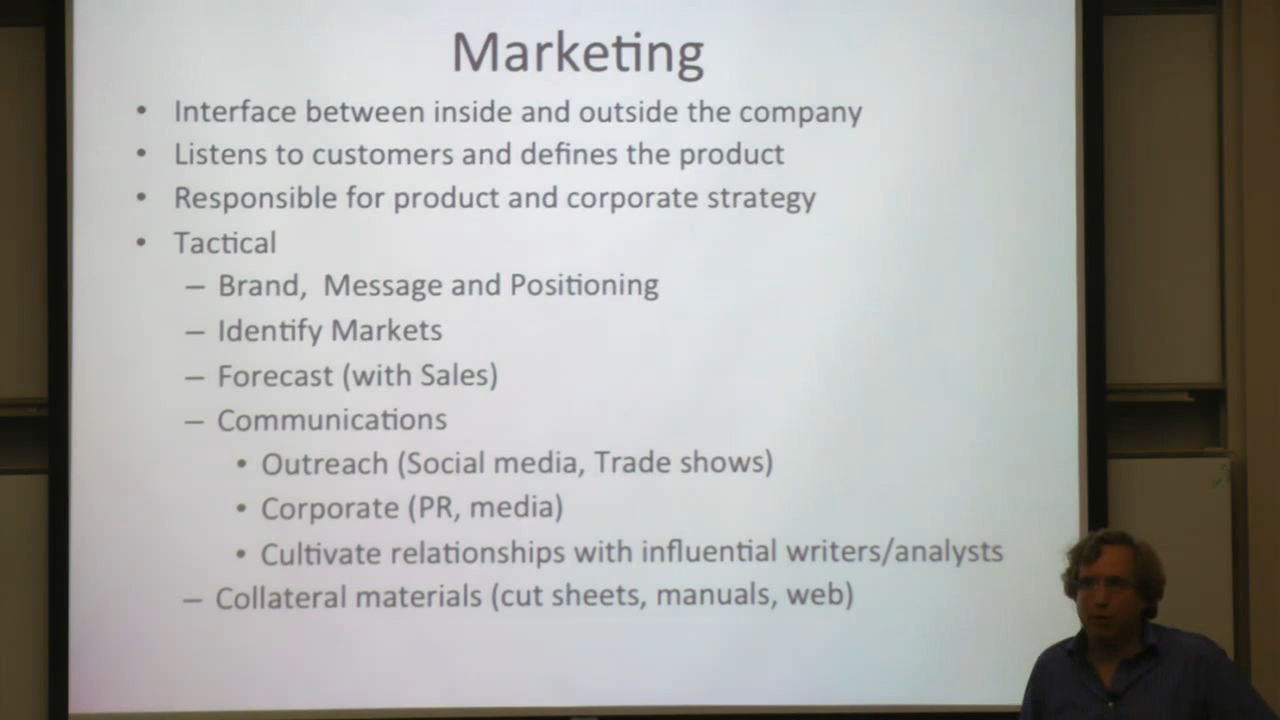 Marketing
• Interface between inside and outside the company
• Listens to customers and defines the product
• Responsible for product and corporate strategy
• Tactical
– Brand,  Message and Positioning
– Identify Markets
– Forecast (with Sales)
– Communications
• Outreach (Social media, Trade shows)
• Corporate (PR, media)
• Cultivate relationships with influential writers/analysts
– Collateral materials (cut sheets, manuals, web)